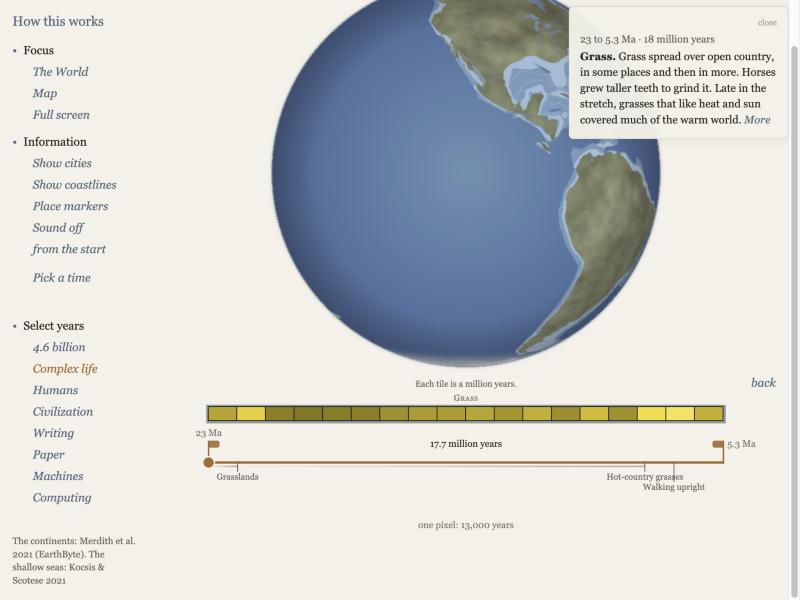 How this works
• Focus
The World
Map
Full screen
• Information
Show cities
Show coastlines
Place markers
Sound off
from the start
Pick a time
• Select years
4.6 billion
Complex life
Humans
Civilization
Writing
Paper
Machines
Computing
The continents: Merdith et al.
2021 (EarthByte). The
shallow seas: Kocsis &
Scotese 2021
close
23 to 5.3 Ma · 18 million years
Grass. Grass spread over open country,
in some places and then in more. Horses
grew taller teeth to grind it. Late in the
stretch, grasses that like heat and sun
covered much of the warm world. More
Each tile is a million years.
back
Grass
23 Ma
17.7 million years
5.3 Ma
Grasslands
Hot-country grasses
Walking upright
one pixel: 13,000 years